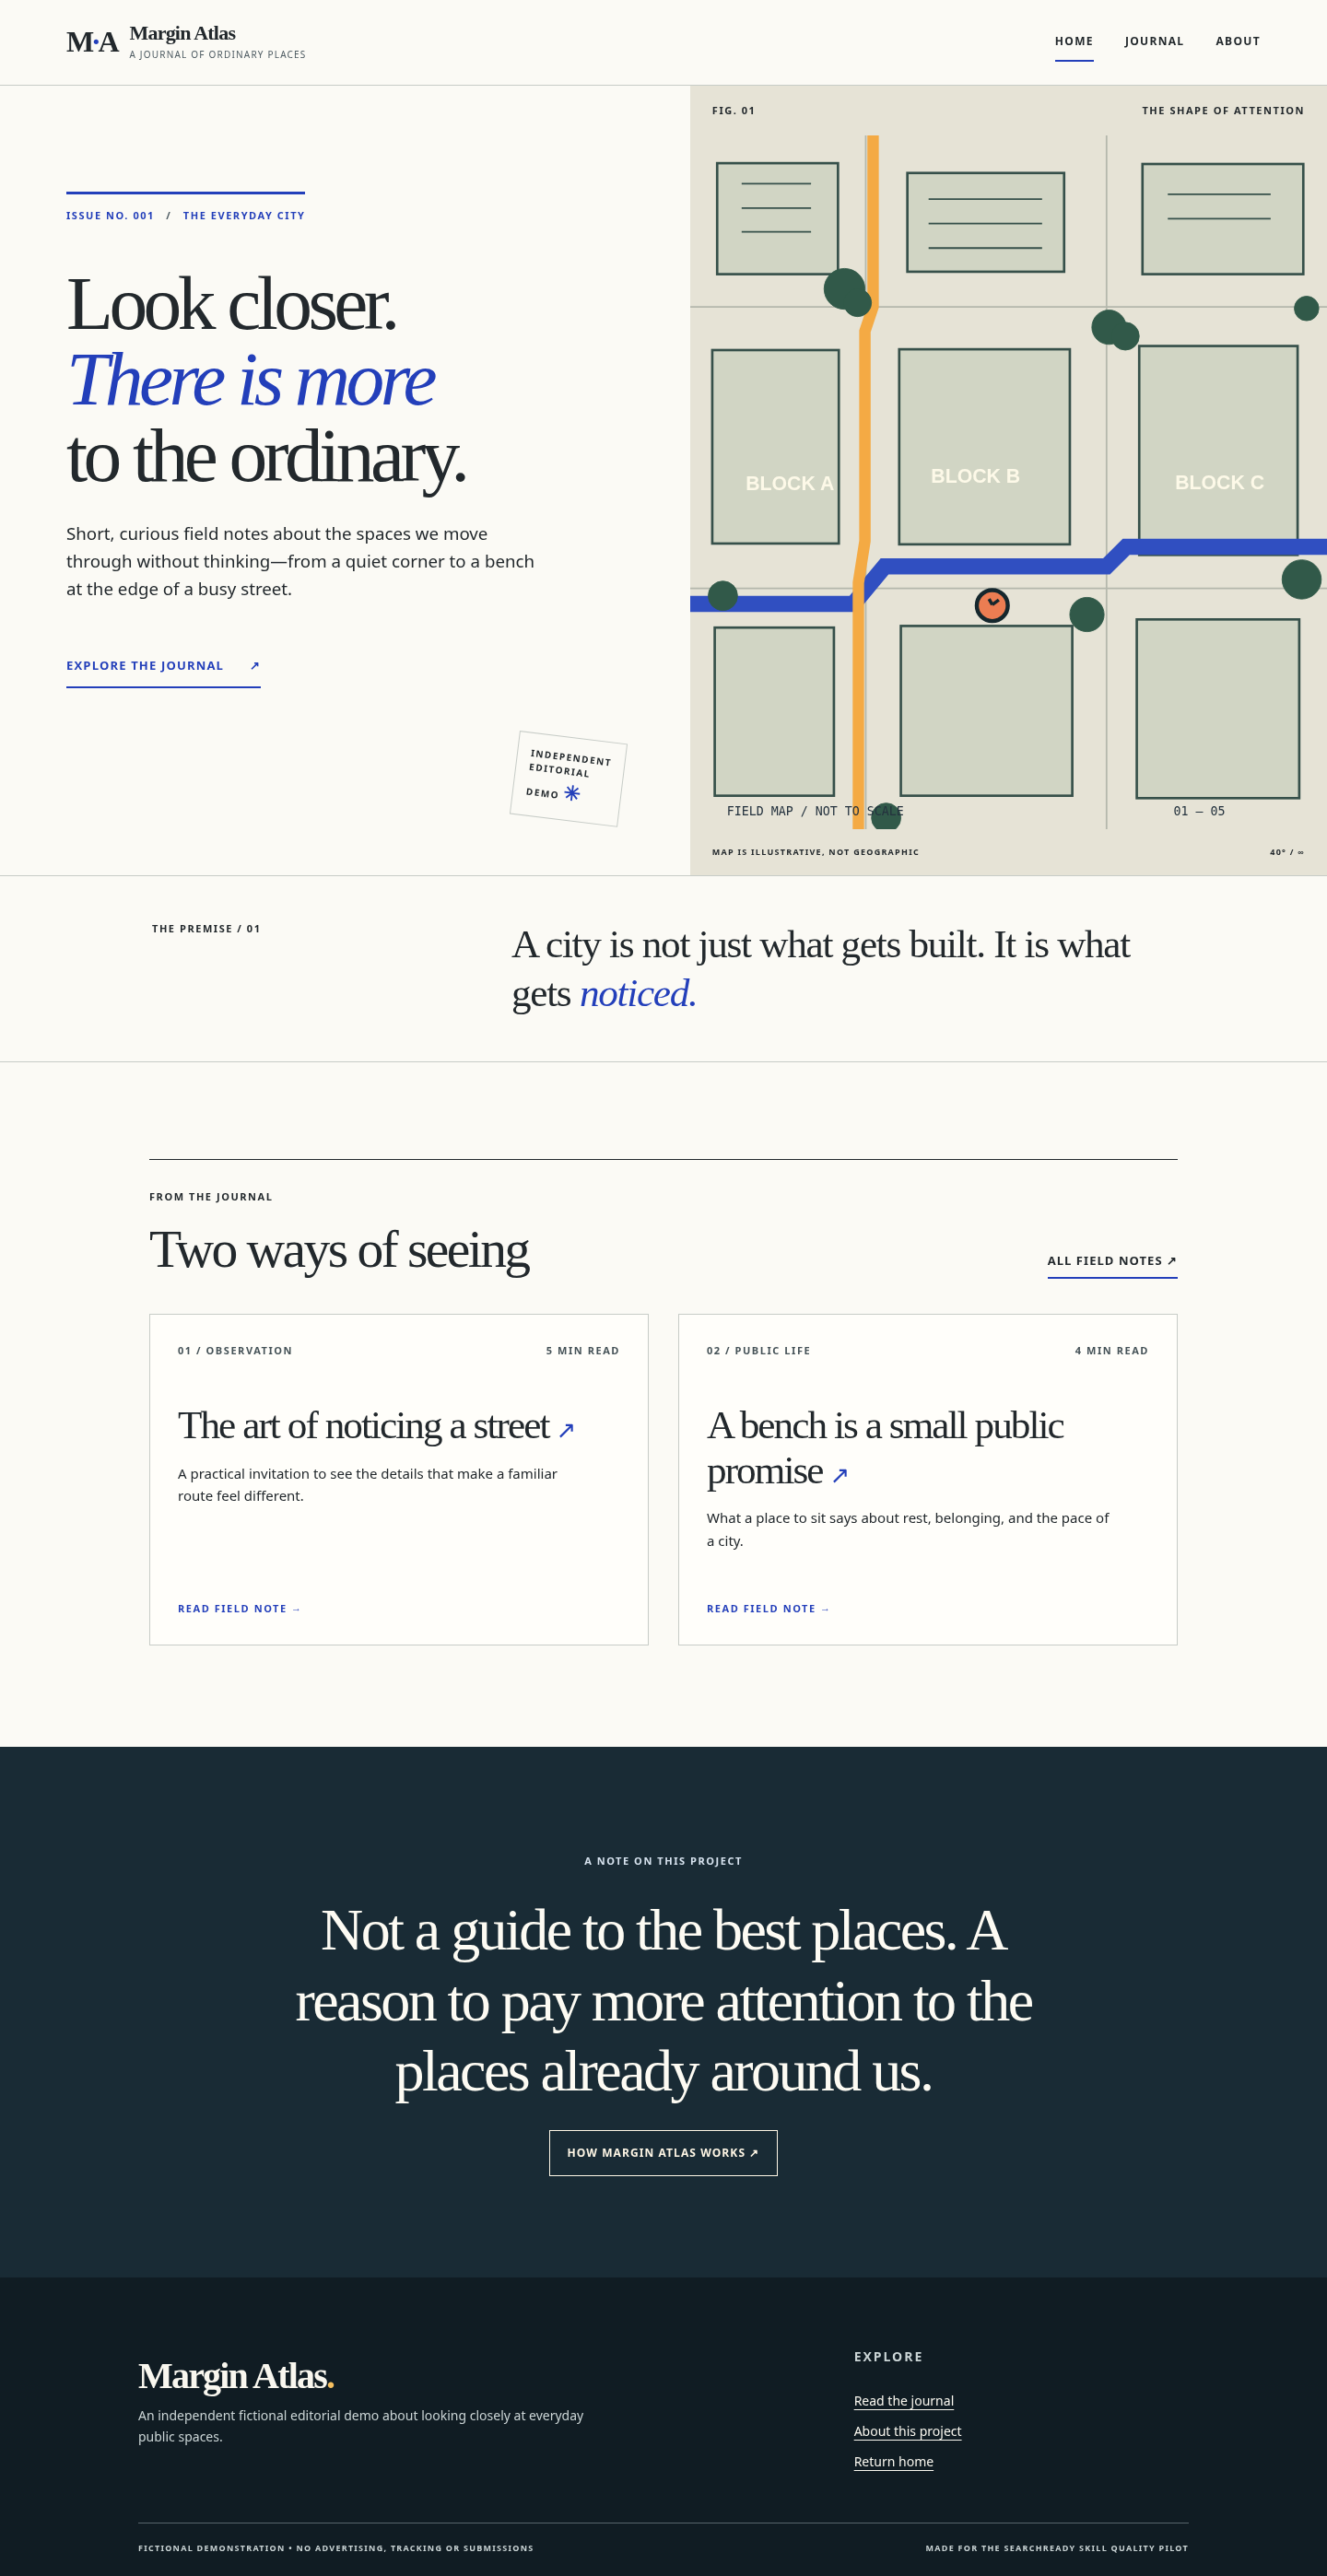 M·A
Margin Atlas
A JOURNAL OF ORDINARY PLACES
HOME
JOURNAL
ABOUT
ISSUE NO. 001 / THE EVERYDAY CITY
Look closer.
There is more
to the ordinary.
Short, curious field notes about the spaces we move
through without thinking—from a quiet corner to a bench
at the edge of a busy street.
EXPLORE THE JOURNAL ↗
INDEPENDENT
EDITORIAL
DEMO ✳
FIG. 01
THE SHAPE OF ATTENTION
BLOCK A
BLOCK B
BLOCK C
FIELD MAP / NOT TO SCALE
01 — 05
MAP IS ILLUSTRATIVE, NOT GEOGRAPHIC
40° / ∞
THE PREMISE / 01
A city is not just what gets built. It is what
gets noticed.
FROM THE JOURNAL
Two ways of seeing
ALL FIELD NOTES ↗
01 / OBSERVATION
5 MIN READ
The art of noticing a street ↗
A practical invitation to see the details that make a familiar
route feel different.
READ FIELD NOTE →
02 / PUBLIC LIFE
4 MIN READ
A bench is a small public
promise ↗
What a place to sit says about rest, belonging, and the pace of
a city.
READ FIELD NOTE →
A NOTE ON THIS PROJECT
Not a guide to the best places. A
reason to pay more attention to the
places already around us.
HOW MARGIN ATLAS WORKS ↗
Margin Atlas.
An independent fictional editorial demo about looking closely at everyday
public spaces.
EXPLORE
Read the journal
About this project
Return home
FICTIONAL DEMONSTRATION • NO ADVERTISING, TRACKING OR SUBMISSIONS
MADE FOR THE SEARCHREADY SKILL QUALITY PILOT